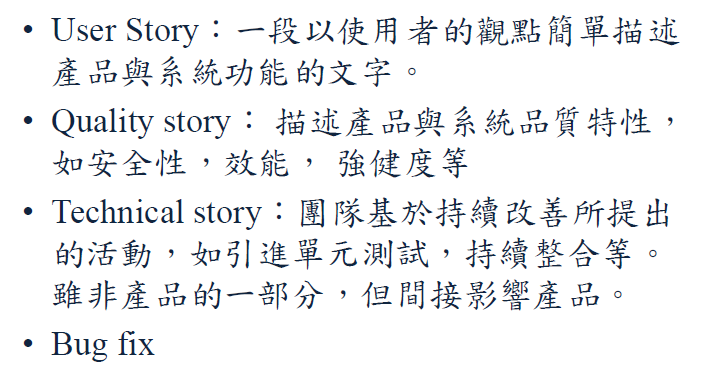 • User Story：一段以使用者的觀點簡單描述
產品與系統功能的文字。
• Quality story： 描述產品與系統品質特性，
如安全性，效能， 強健度等
• Technical story：團隊基於持續改善所提出
的活動，如引進單元測試，持續整合等。
雖非產品的一部分，但間接影響產品。
• Bug fix